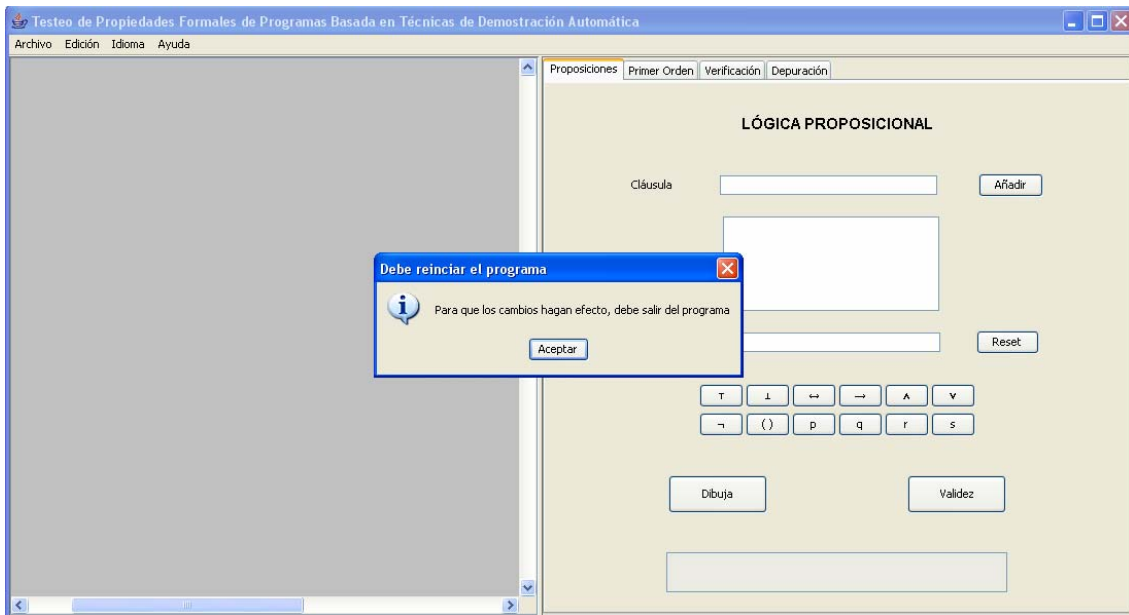 Testeo de Propiedades Formales de Programas Basada en Técnicas de Demostración Automática
Archivo Edición Idioma Ayuda
Proposiciones Primer Orden Verificación Depuración
LÓGICA PROPOSICIONAL
Cláusula Añadir
Debe reinciar el programa
Para que los cambios hagan efecto, debe salir del programa
Aceptar
Reset
⊤ ⊥ ↔ → ∧ ∨
¬ () p q r s
Dibuja Validez